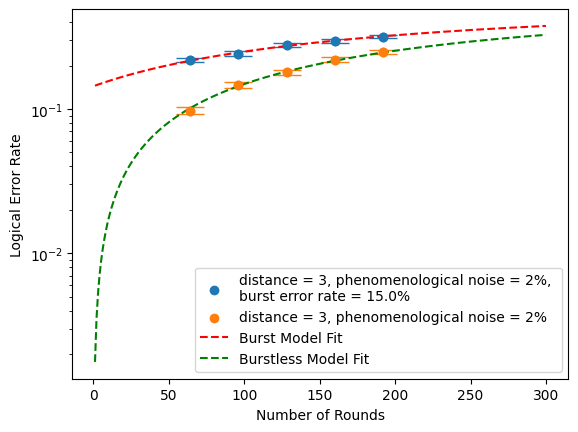 Logical Error Rate
10⁻¹
10⁻²
distance = 3, phenomenological noise = 2%,
burst error rate = 15.0%
distance = 3, phenomenological noise = 2%
Burst Model Fit
Burstless Model Fit
0 50 100 150 200 250 300
Number of Rounds